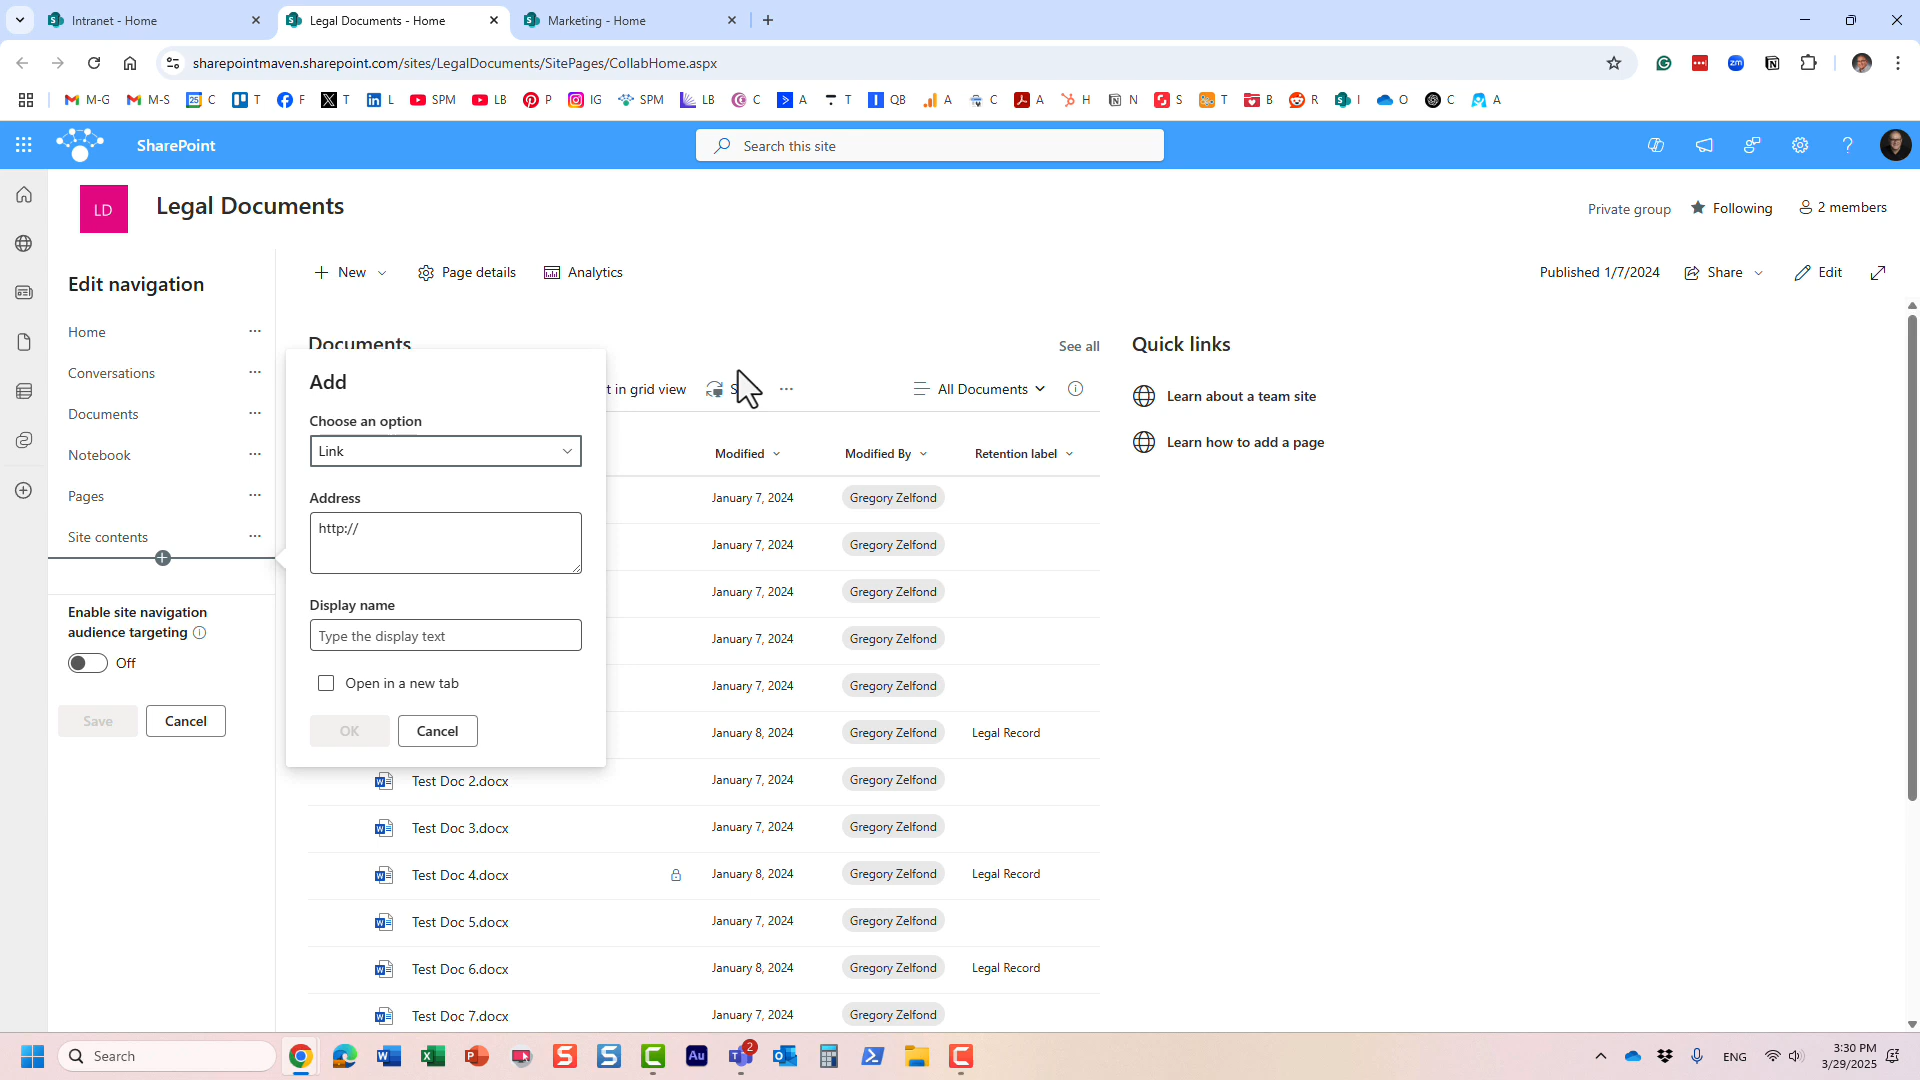 Intranet - Home
Legal Documents - Home
Marketing - Home
sharepointmaven.sharepoint.com/sites/LegalDocuments/SitePages/CollabHome.aspx
M-G
M-S
C
T
F
T
L
SPM
LB
P
IG
SPM
LB
C
A
T
QB
A
C
A
H
N
S
T
B
R
I
O
C
A
SharePoint
Search this site
LD
Legal Documents
Private group
Following
2 members
Edit navigation
New
Page details
Analytics
Published 1/7/2024
Share
Edit
Home
Conversations
Documents
Notebook
Pages
Site contents
Enable site navigation
audience targeting
Off
Save
Cancel
Documents
See all
Add
Choose an option
Link
Address
http://
Display name
Type the display text
Open in a new tab
OK
Cancel
t in grid view
All Documents
Modified
Modified By
Retention label
January 7, 2024
Gregory Zelfond
January 7, 2024
Gregory Zelfond
January 7, 2024
Gregory Zelfond
January 7, 2024
Gregory Zelfond
January 7, 2024
Gregory Zelfond
January 8, 2024
Gregory Zelfond
Legal Record
Test Doc 2.docx
January 7, 2024
Gregory Zelfond
Test Doc 3.docx
January 7, 2024
Gregory Zelfond
Test Doc 4.docx
January 8, 2024
Gregory Zelfond
Legal Record
Test Doc 5.docx
January 7, 2024
Gregory Zelfond
Test Doc 6.docx
January 8, 2024
Gregory Zelfond
Legal Record
Test Doc 7.docx
January 7, 2024
Gregory Zelfond
Quick links
Learn about a team site
Learn how to add a page
Search
2
ENG
3:30 PM
3/29/2025